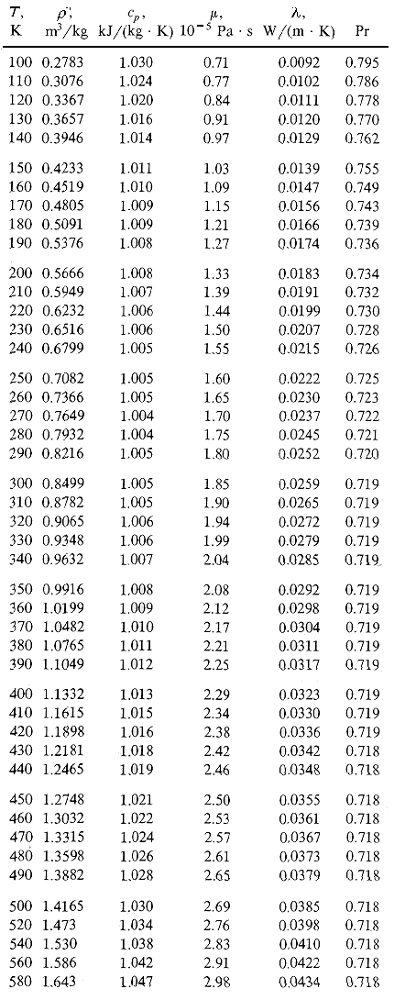 T, ρ, c_p, μ, λ,
K m³/kg kJ/(kg · K) 10⁻⁵ Pa · s W/(m · K) Pr
100 0.2783 1.030 0.71 0.0092 0.795
110 0.3076 1.024 0.77 0.0102 0.786
120 0.3367 1.020 0.84 0.0111 0.778
130 0.3657 1.016 0.91 0.0120 0.770
140 0.3946 1.014 0.97 0.0129 0.762
150 0.4233 1.011 1.03 0.0139 0.755
160 0.4519 1.010 1.09 0.0147 0.749
170 0.4805 1.009 1.15 0.0156 0.743
180 0.5091 1.009 1.21 0.0166 0.739
190 0.5376 1.008 1.27 0.0174 0.736
200 0.5666 1.008 1.33 0.0183 0.734
210 0.5949 1.007 1.39 0.0191 0.732
220 0.6232 1.006 1.44 0.0199 0.730
230 0.6516 1.006 1.50 0.0207 0.728
240 0.6799 1.005 1.55 0.0215 0.726
250 0.7082 1.005 1.60 0.0222 0.725
260 0.7366 1.005 1.65 0.0230 0.723
270 0.7649 1.004 1.70 0.0237 0.722
280 0.7932 1.004 1.75 0.0245 0.721
290 0.8216 1.005 1.80 0.0252 0.720
300 0.8499 1.005 1.85 0.0259 0.719
310 0.8782 1.005 1.90 0.0265 0.719
320 0.9065 1.006 1.94 0.0272 0.719
330 0.9348 1.006 1.99 0.0279 0.719
340 0.9632 1.007 2.04 0.0285 0.719
350 0.9916 1.008 2.08 0.0292 0.719
360 1.0199 1.009 2.12 0.0298 0.719
370 1.0482 1.010 2.17 0.0304 0.719
380 1.0765 1.011 2.21 0.0311 0.719
390 1.1049 1.012 2.25 0.0317 0.719
400 1.1332 1.013 2.29 0.0323 0.719
410 1.1615 1.015 2.34 0.0330 0.719
420 1.1898 1.016 2.38 0.0336 0.719
430 1.2181 1.018 2.42 0.0342 0.718
440 1.2465 1.019 2.46 0.0348 0.718
450 1.2748 1.021 2.50 0.0355 0.718
460 1.3032 1.022 2.53 0.0361 0.718
470 1.3315 1.024 2.57 0.0367 0.718
480 1.3598 1.026 2.61 0.0373 0.718
490 1.3882 1.028 2.65 0.0379 0.718
500 1.4165 1.030 2.69 0.0385 0.718
520 1.473 1.034 2.76 0.0398 0.718
540 1.530 1.038 2.83 0.0410 0.718
560 1.586 1.042 2.91 0.0422 0.718
580 1.643 1.047 2.98 0.0434 0.718